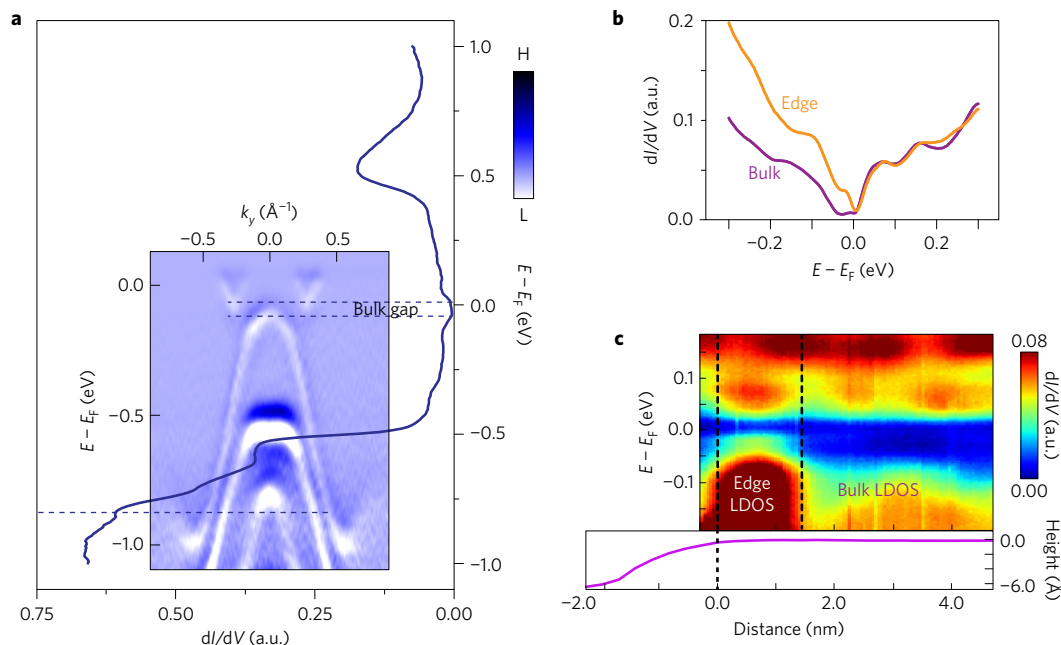 a
1.0
0.5
0.0
−0.5
−1.0
E − E_F (eV)
H
L
k_y (Å⁻¹)
−0.5 0.0 0.5
0.0
−0.5
−1.0
E − E_F (eV)
Bulk gap
0.75 0.50 0.25 0.00
dI/dV (a.u.)
b
0.2
0.1
0.0
dI/dV (a.u.)
Edge
Bulk
−0.2 0.0 0.2
E − E_F (eV)
c
0.1
0.0
−0.1
E − E_F (eV)
Edge
LDOS
Bulk LDOS
0.08
dI/dV (a.u.)
0.00
0.0
−6.0
Height (Å)
−2.0 0.0 2.0 4.0
Distance (nm)